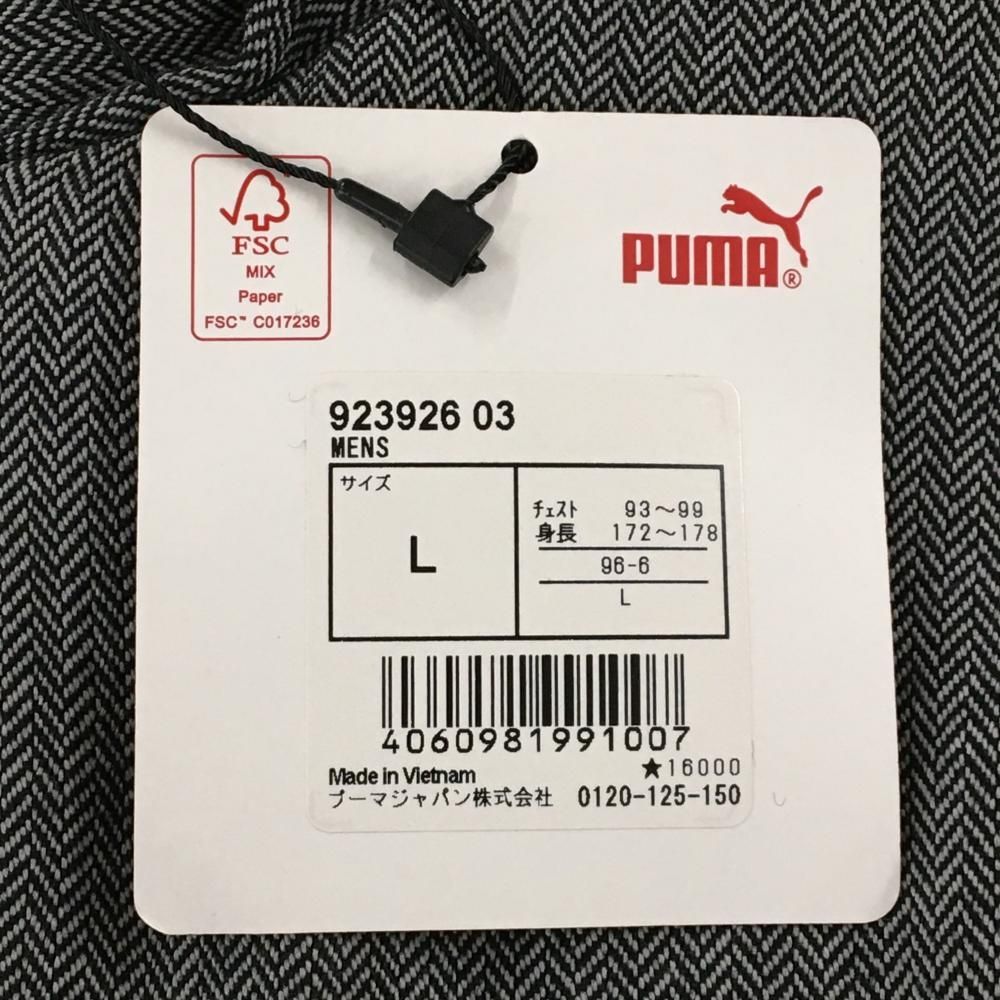 FSC
MIX
Paper
FSC™ C017236
PUMA®
923926 03
MENS
サイズ
L
チェスト 93～99
身長 172～178
96-6
L
4060981991007
★16000
Made in Vietnam
プーマジャパン株式会社 0120-125-150